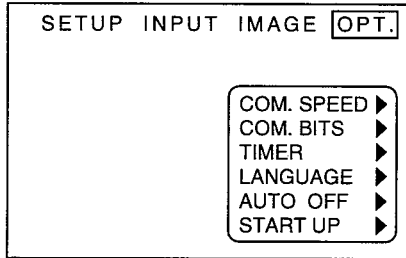 SETUP INPUT IMAGE OPT.
COM. SPEED
COM. BITS
TIMER
LANGUAGE
AUTO OFF
START UP